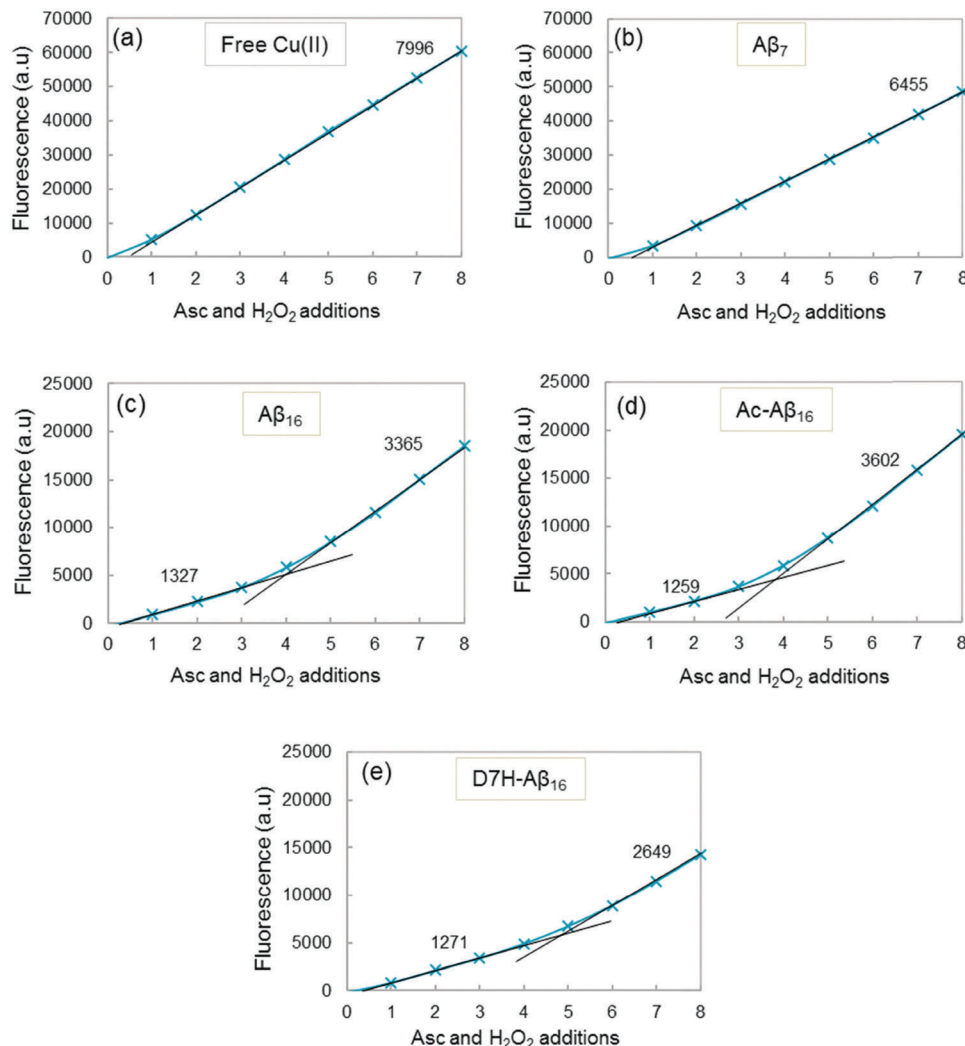 (a)
Free Cu(II)
7996
Fluorescence (a.u)
70000
60000
50000
40000
30000
20000
10000
0
0 1 2 3 4 5 6 7 8
Asc and H₂O₂ additions
(b)
Aβ₇
6455
Fluorescence (a.u)
70000
60000
50000
40000
30000
20000
10000
0
0 1 2 3 4 5 6 7 8
Asc and H₂O₂ additions
(c)
Aβ₁₆
3365
1327
Fluorescence (a.u)
25000
20000
15000
10000
5000
0
0 1 2 3 4 5 6 7 8
Asc and H₂O₂ additions
(d)
Ac-Aβ₁₆
3602
1259
Fluorescence (a.u)
25000
20000
15000
10000
5000
0
0 1 2 3 4 5 6 7 8
Asc and H₂O₂ additions
(e)
D7H-Aβ₁₆
2649
1271
Fluorescence (a.u)
25000
20000
15000
10000
5000
0
0 1 2 3 4 5 6 7 8
Asc and H₂O₂ additions